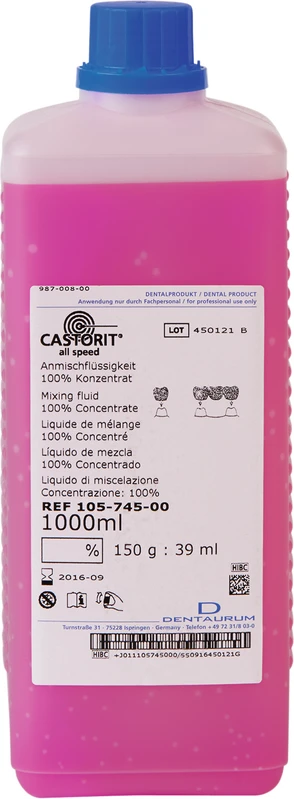 987-008-00
DENTALPRODUKT / DENTAL PRODUCT
Anwendung nur durch Fachpersonal / for professional use only
CASTORIT®
all speed
LOT 450121 B
Anmischflüssigkeit
100% Konzentrat
Mixing fluid
100% Concentrate
Liquide de mélange
100% Concentré
Líquido de mezcla
100% Concentrado
Liquido di miscelazione
Concentrazione: 100%
REF 105-745-00
1000ml
% 150 g : 39 ml
HIBC
2016-09
D
DENTAURUM
Turnstraße 31 · 75228 Ispringen · Germany · Telefon +49 72 31/8 03-0
HIBC +J011105745000/550916450121G